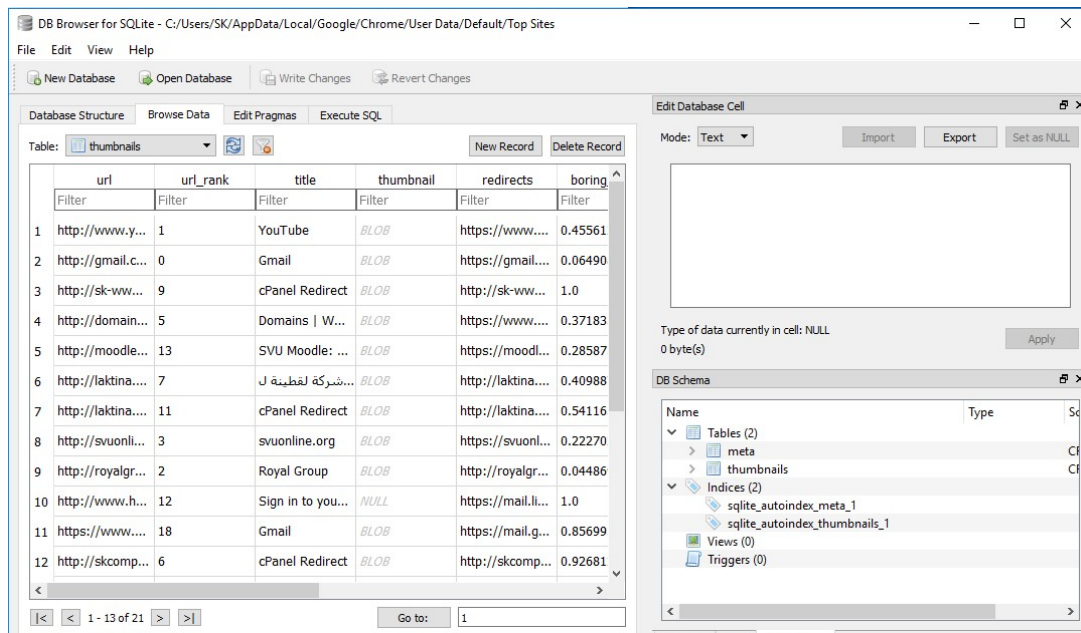 DB Browser for SQLite - C:/Users/SK/AppData/Local/Google/Chrome/User Data/Default/Top Sites
File Edit View Help
New Database Open Database Write Changes Revert Changes
Database Structure Browse Data Edit Pragmas Execute SQL
Table: thumbnails New Record Delete Record
url url_rank title thumbnail redirects boring_
Filter Filter Filter Filter Filter Filter
1 http://www.y... 1 YouTube BLOB https://www.... 0.45561
2 http://gmail.c... 0 Gmail BLOB https://gmail.... 0.06490
3 http://sk-ww... 9 cPanel Redirect BLOB http://sk-ww... 1.0
4 http://domain... 5 Domains | W... BLOB https://www.... 0.37183
5 http://moodle... 13 SVU Moodle: ... BLOB https://moodl... 0.28587
6 http://laktina.... 7 شركة لقطينة ل... BLOB http://laktina.... 0.40988
7 http://laktina.... 11 cPanel Redirect BLOB http://laktina.... 0.54116
8 http://svuonli... 3 svuonline.org BLOB https://svuonl... 0.22270
9 http://royalgr... 2 Royal Group BLOB http://royalgr... 0.04486
10 http://www.h... 12 Sign in to you... NULL https://mail.li... 1.0
11 https://www.... 18 Gmail BLOB https://mail.g... 0.85699
12 http://skcomp... 6 cPanel Redirect BLOB http://skcomp... 0.92681
|< < 1 - 13 of 21 > >| Go to: 1
Edit Database Cell
Mode: Text Import Export Set as NULL
Type of data currently in cell: NULL
0 byte(s)
Apply
DB Schema
Name Type Sc
Tables (2)
meta
thumbnails
Indices (2)
sqlite_autoindex_meta_1
sqlite_autoindex_thumbnails_1
Views (0)
Triggers (0)